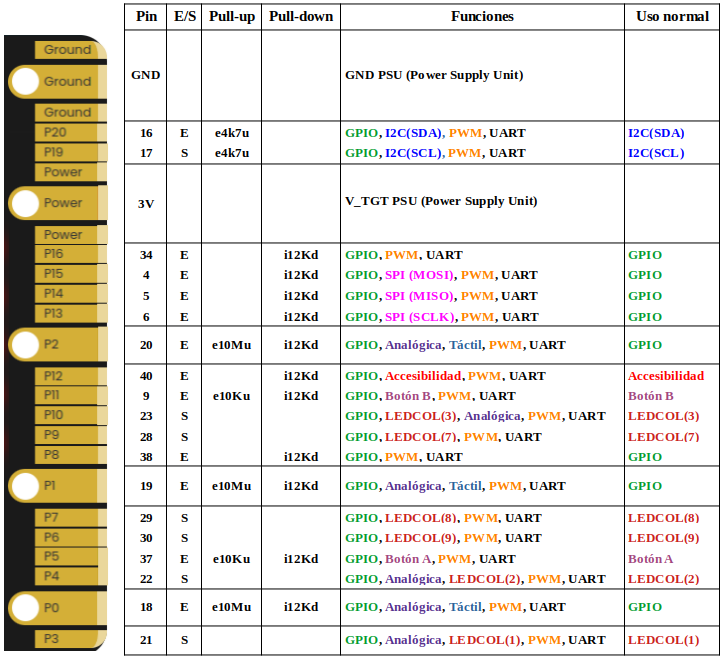 Pin E/S Pull-up Pull-down Funciones Uso normal
Ground
Ground GND GND PSU (Power Supply Unit)
Ground
P20 16 E e4k7u GPIO, I2C(SDA), PWM, UART I2C(SDA)
P19 17 S e4k7u GPIO, I2C(SCL), PWM, UART I2C(SCL)
Power
Power 3V V_TGT PSU (Power Supply Unit)
Power
P16 34 E i12Kd GPIO, PWM, UART GPIO
P15 4 E i12Kd GPIO, SPI (MOSI), PWM, UART GPIO
P14 5 E i12Kd GPIO, SPI (MISO), PWM, UART GPIO
P13 6 E i12Kd GPIO, SPI (SCLK), PWM, UART GPIO
P2 20 E e10Mu i12Kd GPIO, Analógica, Táctil, PWM, UART GPIO
P12 40 E i12Kd GPIO, Accesibilidad, PWM, UART Accesibilidad
P11 9 E e10Ku i12Kd GPIO, Botón B, PWM, UART Botón B
P10 23 S GPIO, LEDCOL(3), Analógica, PWM, UART LEDCOL(3)
P9 28 S GPIO, LEDCOL(7), PWM, UART LEDCOL(7)
P8 38 E i12Kd GPIO, PWM, UART GPIO
P1 19 E e10Mu i12Kd GPIO, Analógica, Táctil, PWM, UART GPIO
P7 29 S GPIO, LEDCOL(8), PWM, UART LEDCOL(8)
P6 30 S GPIO, LEDCOL(9), PWM, UART LEDCOL(9)
P5 37 E e10Ku i12Kd GPIO, Botón A, PWM, UART Botón A
P4 22 S GPIO, Analógica, LEDCOL(2), PWM, UART LEDCOL(2)
P0 18 E e10Mu i12Kd GPIO, Analógica, Táctil, PWM, UART GPIO
P3 21 S GPIO, Analógica, LEDCOL(1), PWM, UART LEDCOL(1)